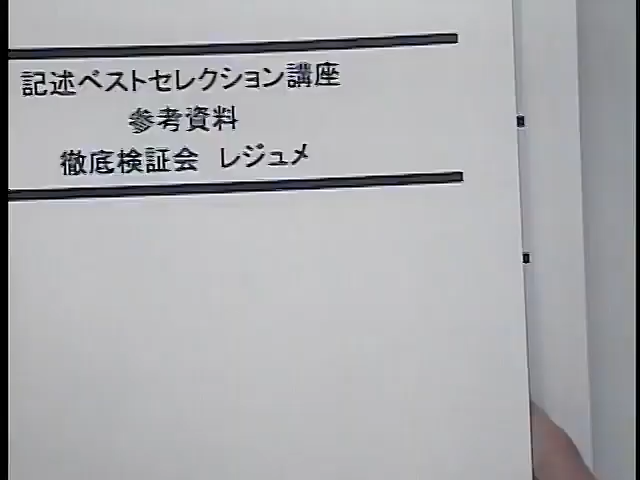 記述ベストセレクション講座
参考資料
徹底検証会 レジュメ